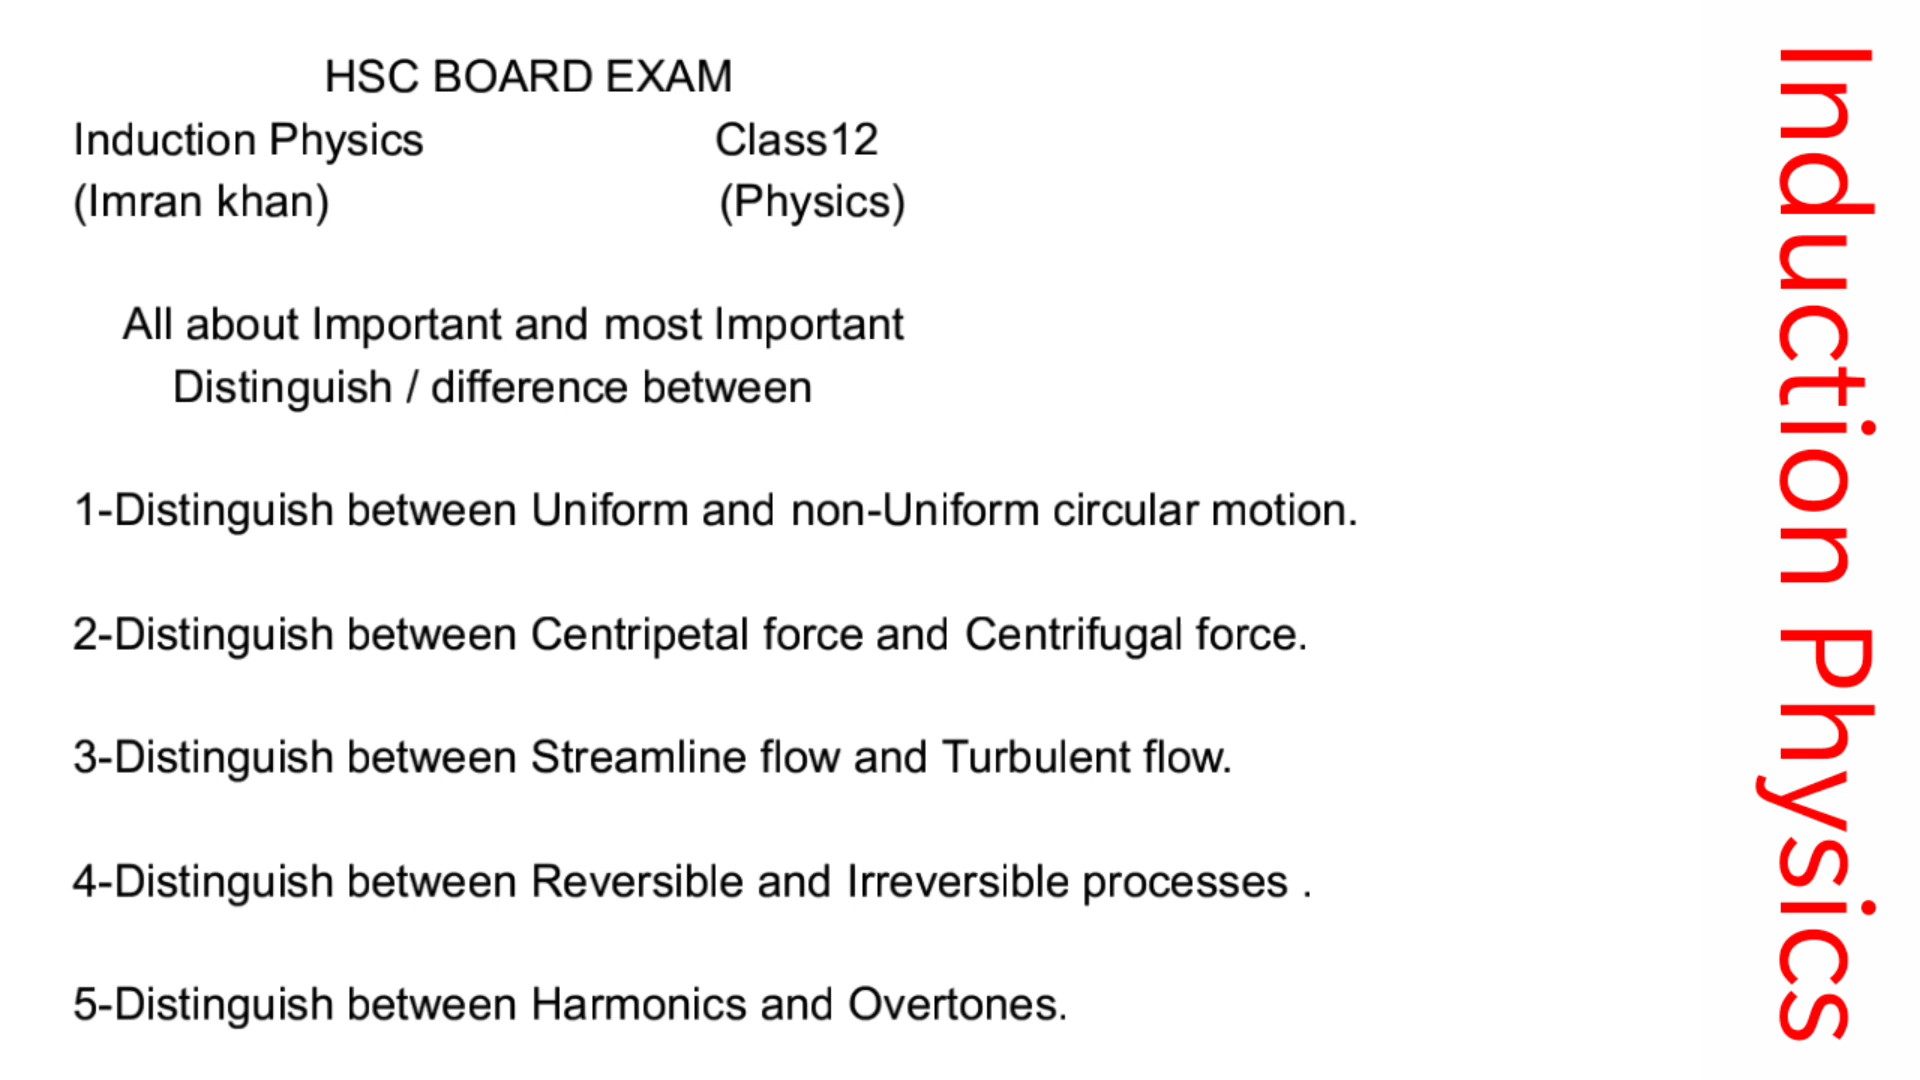 HSC BOARD EXAM
Induction Physics Class12
(Imran khan) (Physics)
All about Important and most Important
Distinguish / difference between
1-Distinguish between Uniform and non-Uniform circular motion.
2-Distinguish between Centripetal force and Centrifugal force.
3-Distinguish between Streamline flow and Turbulent flow.
4-Distinguish between Reversible and Irreversible processes .
5-Distinguish between Harmonics and Overtones.
Induction Physics